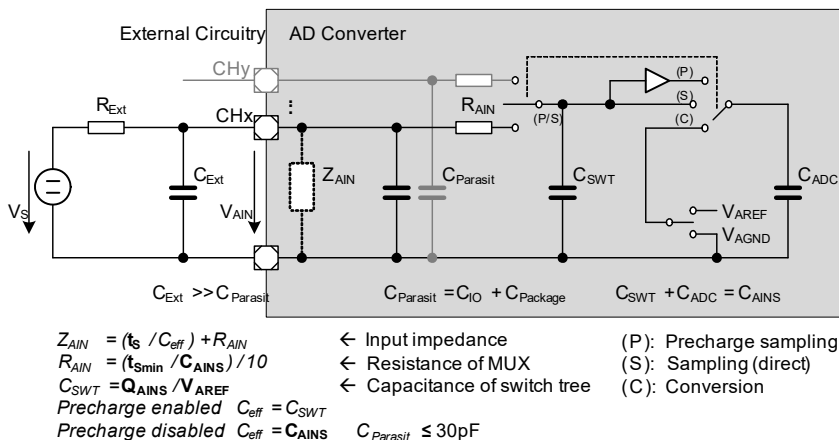 External Circuitry
AD Converter
CHy
(P)
R_Ext
CHx
R_AIN
(S)
(P/S)
(C)
C_Ext
Z_AIN
C_Parasit
C_SWT
C_ADC
V_S
V_AIN
V_AREF
V_AGND
C_Ext >> C_Parasit
C_Parasit = C_IO + C_Package
C_SWT + C_ADC = C_AINS
Z_AIN = (t_S / C_eff) + R_AIN ← Input impedance (P): Precharge sampling
R_AIN = (t_Smin / C_AINS) / 10 ← Resistance of MUX (S): Sampling (direct)
C_SWT = Q_AINS / V_AREF ← Capacitance of switch tree (C): Conversion
Precharge enabled C_eff = C_SWT
Precharge disabled C_eff = C_AINS C_Parasit ≤ 30pF